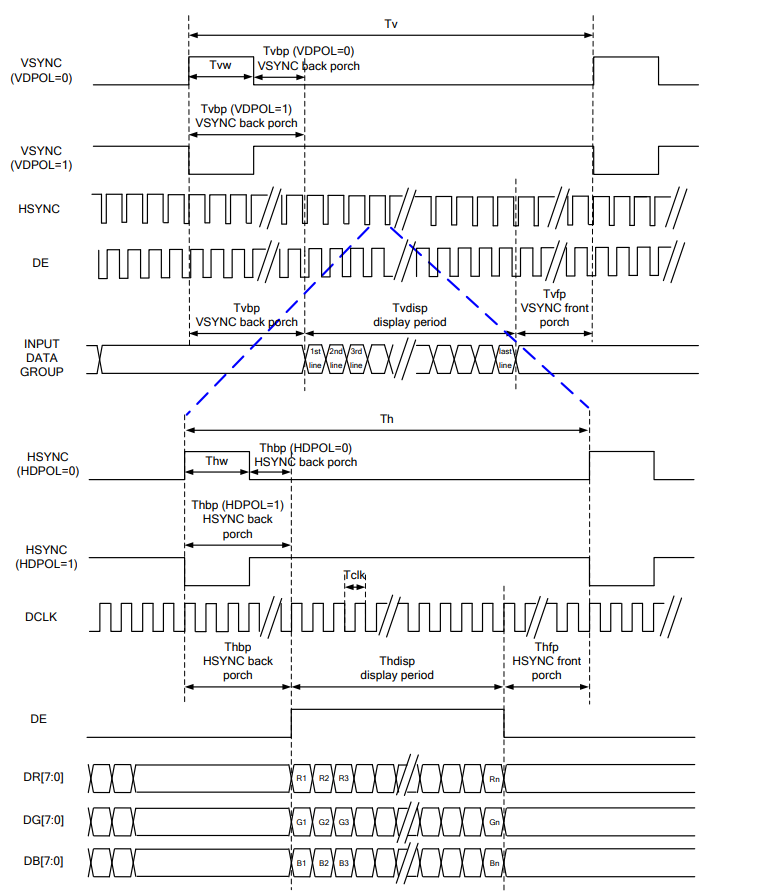 Tv
VSYNC
(VDPOL=0)
Tvw
Tvbp (VDPOL=0)
VSYNC back porch
Tvbp (VDPOL=1)
VSYNC back porch
VSYNC
(VDPOL=1)
HSYNC
DE
Tvbp
VSYNC back porch
Tvdisp
display period
Tvfp
VSYNC front
porch
INPUT
DATA
GROUP
1st
line
2nd
line
3rd
line
last
line
Th
HSYNC
(HDPOL=0)
Thw
Thbp (HDPOL=0)
HSYNC back porch
Thbp (HDPOL=1)
HSYNC back
porch
HSYNC
(HDPOL=1)
Tclk
DCLK
Thbp
HSYNC back
porch
Thdisp
display period
Thfp
HSYNC front
porch
DE
DR[7:0]
R1 R2 R3 Rn
DG[7:0]
G1 G2 G3 Gn
DB[7:0]
B1 B2 B3 Bn